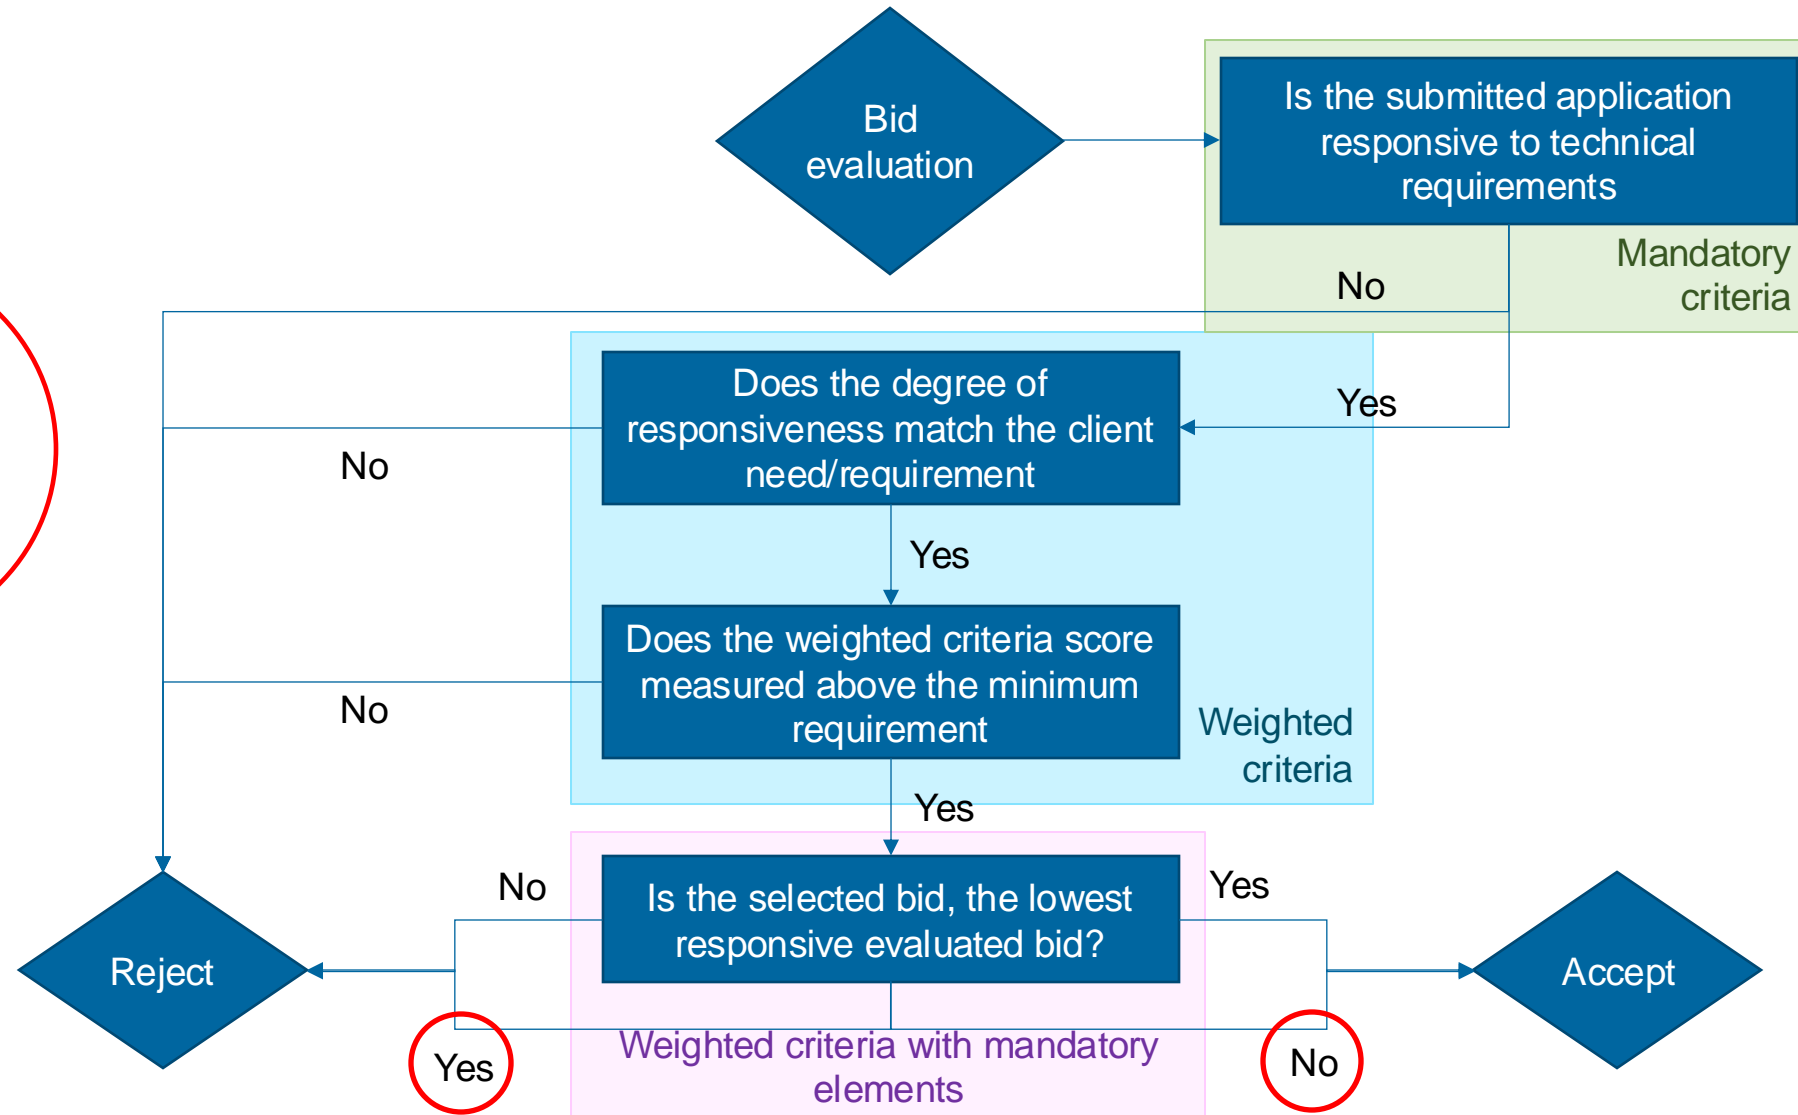 Bid
evaluation
Is the submitted application
responsive to technical
requirements
Mandatory
criteria
No
Does the degree of
responsiveness match the client
need/requirement
Yes
No
Yes
Does the weighted criteria score
measured above the minimum
requirement
No
Weighted
criteria
Yes
No
Is the selected bid, the lowest
responsive evaluated bid?
Yes
Reject
Accept
Yes
Weighted criteria with mandatory
elements
No